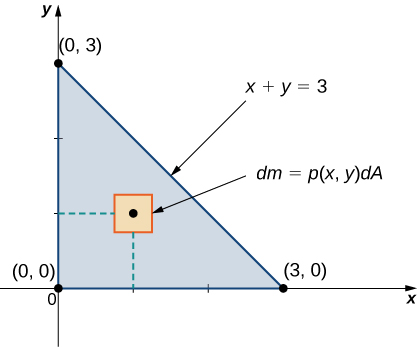 y
(0, 3)
x + y = 3
dm = p(x, y)dA
(0, 0)
(3, 0)
0
x